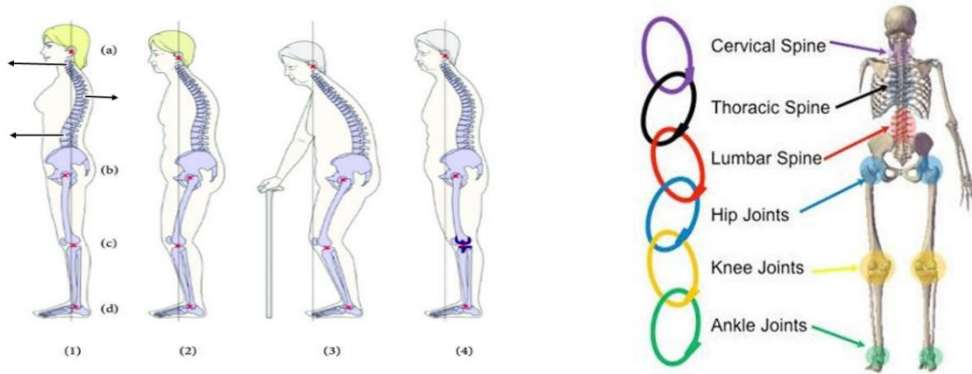 (a)
(b)
(c)
(d)
(1)
(2)
(3)
(4)
Cervical Spine
Thoracic Spine
Lumbar Spine
Hip Joints
Knee Joints
Ankle Joints